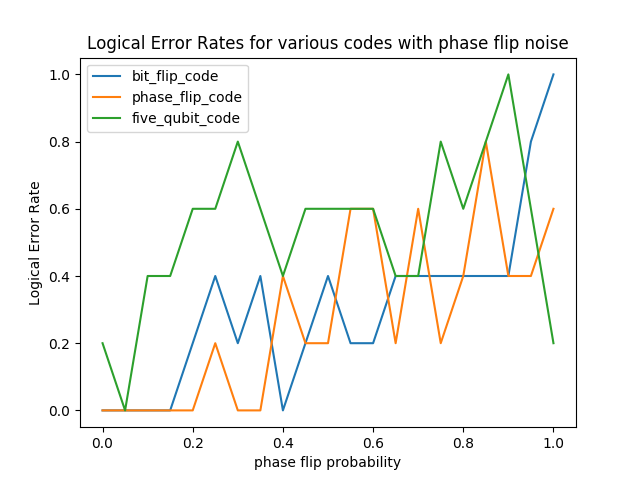 Logical Error Rates for various codes with phase flip noise
bit_flip_code
phase_flip_code
five_qubit_code
Logical Error Rate
1.0
0.8
0.6
0.4
0.2
0.0
0.0 0.2 0.4 0.6 0.8 1.0
phase flip probability